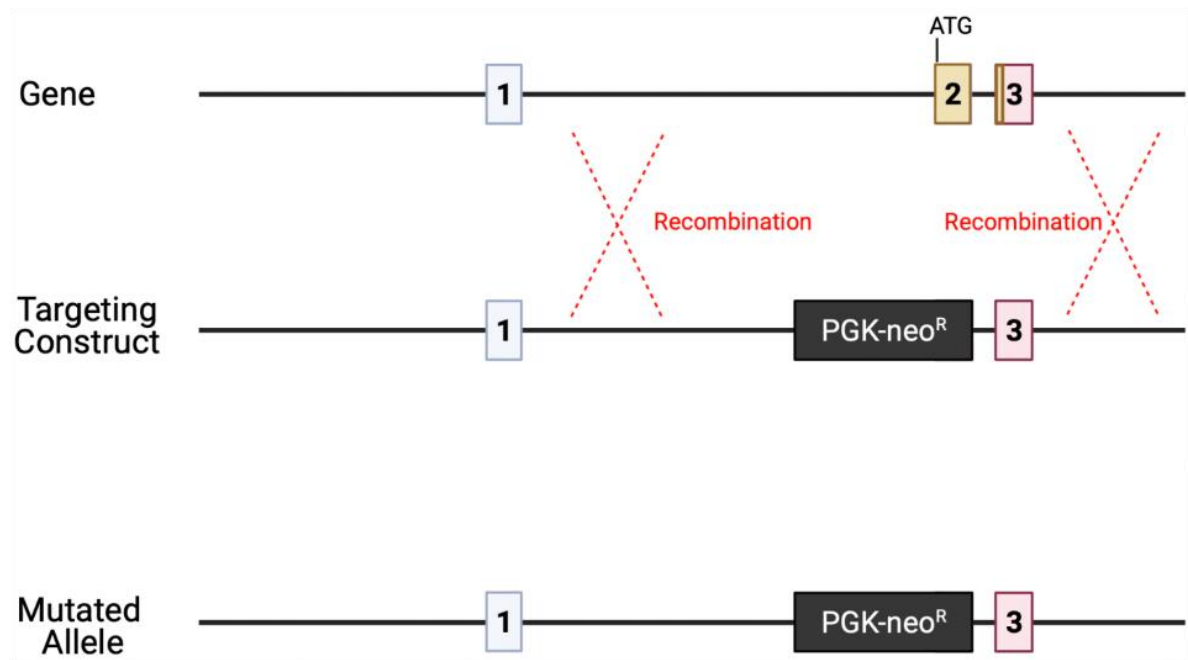 ATG
Gene
1
2
3
Recombination
Recombination
Targeting
Construct
1
PGK-neoᴿ
3
Mutated
Allele
1
PGK-neoᴿ
3